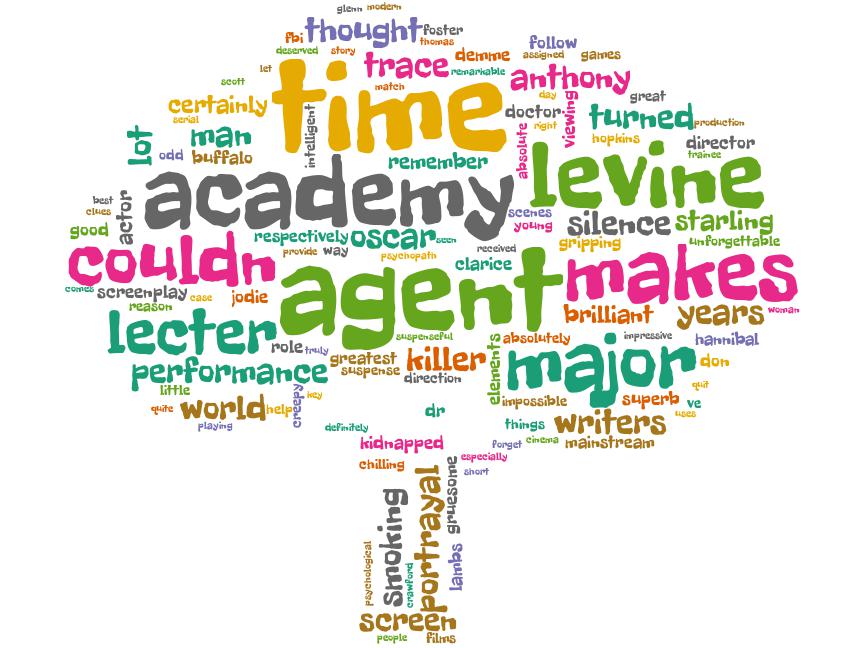 glenn modern
fbi thought foster
deserved story thomas
follow
demme assigned games
let trace remarkable
scott match anthony
time
day great
certainly doctor viewing turned
serial intelligent right production
lot man hopkins director
odd buffalo remember absolute trainee
academy levine
best actor scenes silence starling
clues young
good respectively oscar seen gripping unforgettable
couldn provide way received
psychopath clarice makes
comes screenplay case jodie agent
reason brilliant years woman
lecter suspenseful absolutely impressive hannibal
role truly elements
greatest killer major don
performance suspense direction
quit
little creepy key impossible superb ve
quite world help dr uses
playing definitely things writers
kidnapped forget cinema mainstream
chilling especially
short
smoking portrayal gruesome
psychological crawford lambs
screen
people films